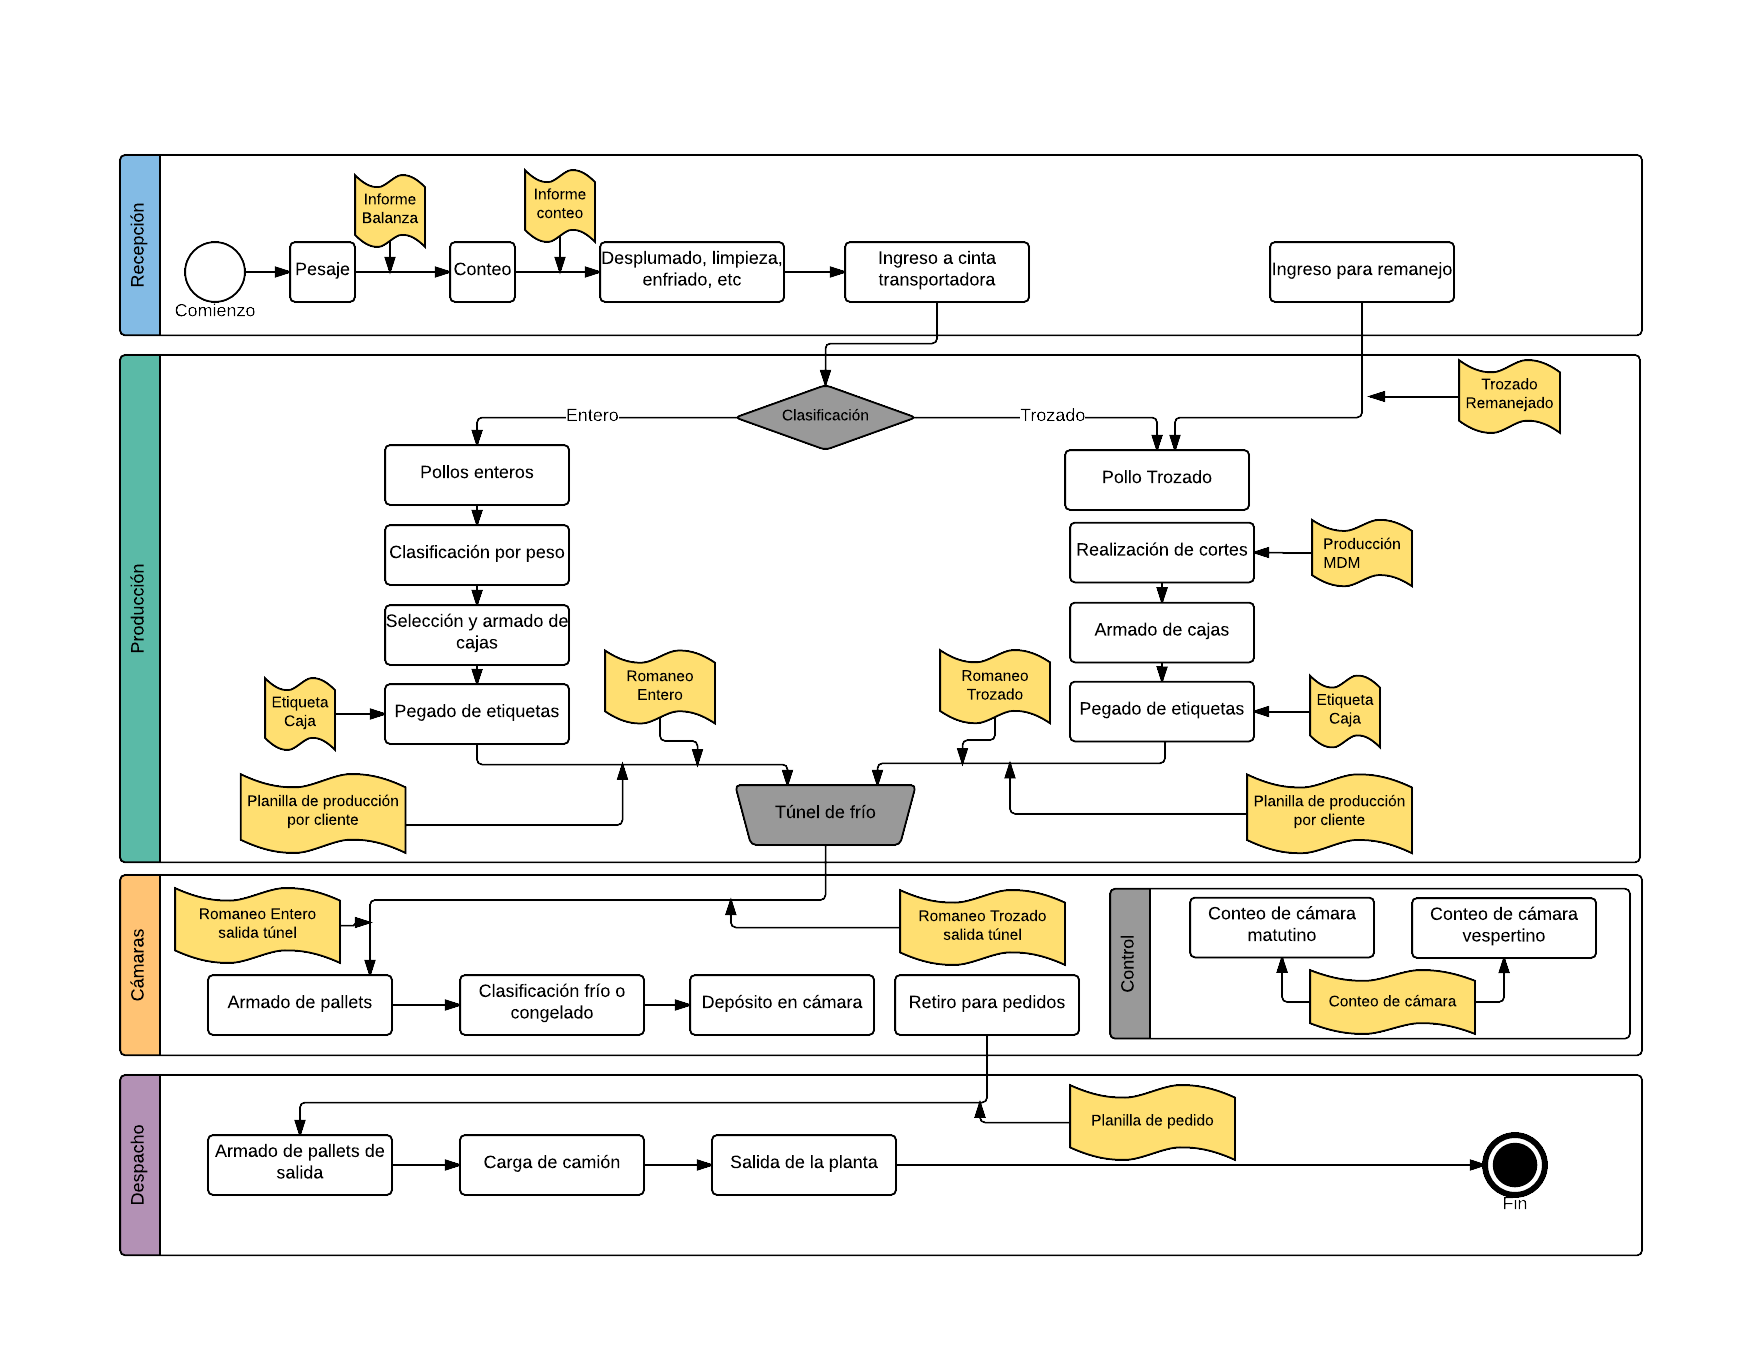 Recepción
Informe
Balanza
Informe
conteo
Comienzo
Pesaje
Conteo
Desplumado, limpieza,
enfriado, etc
Ingreso a cinta
transportadora
Ingreso para remanejo
Producción
Clasificación
Entero
Trozado
Trozado
Remanejado
Pollos enteros
Pollo Trozado
Clasificación por peso
Realización de cortes
Producción
MDM
Selección y armado de
cajas
Armado de cajas
Romaneo
Entero
Romaneo
Trozado
Etiqueta
Caja
Pegado de etiquetas
Pegado de etiquetas
Etiqueta
Caja
Planilla de producción
por cliente
Túnel de frío
Planilla de producción
por cliente
Cámaras
Romaneo Entero
salida túnel
Romaneo Trozado
salida túnel
Armado de pallets
Clasificación frío o
congelado
Depósito en cámara
Retiro para pedidos
Control
Conteo de cámara
matutino
Conteo de cámara
vespertino
Conteo de cámara
Despacho
Planilla de pedido
Armado de pallets de
salida
Carga de camión
Salida de la planta
Fin